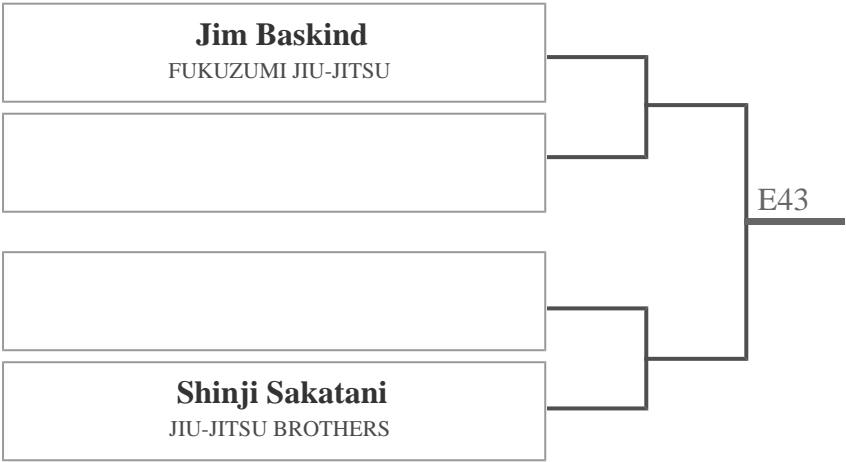 Jim Baskind
FUKUZUMI JIU-JITSU
E43
Shinji Sakatani
JIU-JITSU BROTHERS